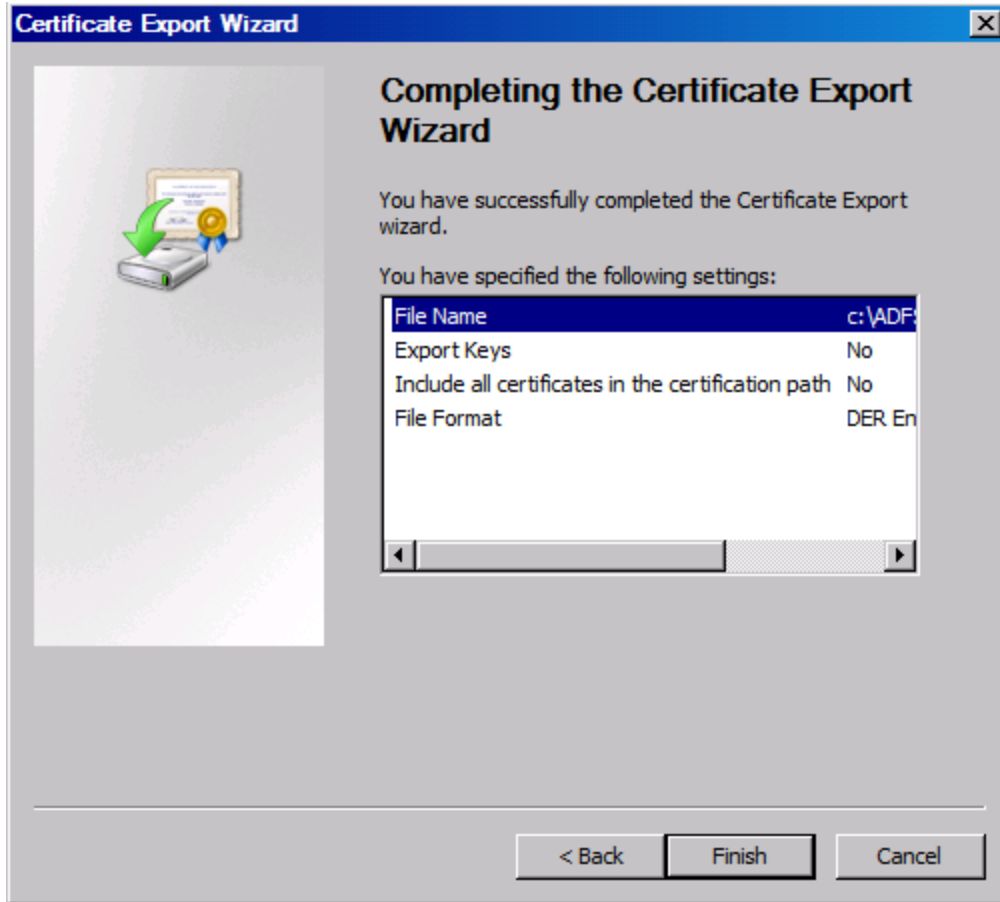 Certificate Export Wizard
Completing the Certificate Export
Wizard
You have successfully completed the Certificate Export
wizard.
You have specified the following settings:
File Name c:\ADFS
Export Keys No
Include all certificates in the certification path No
File Format DER En
< Back Finish Cancel